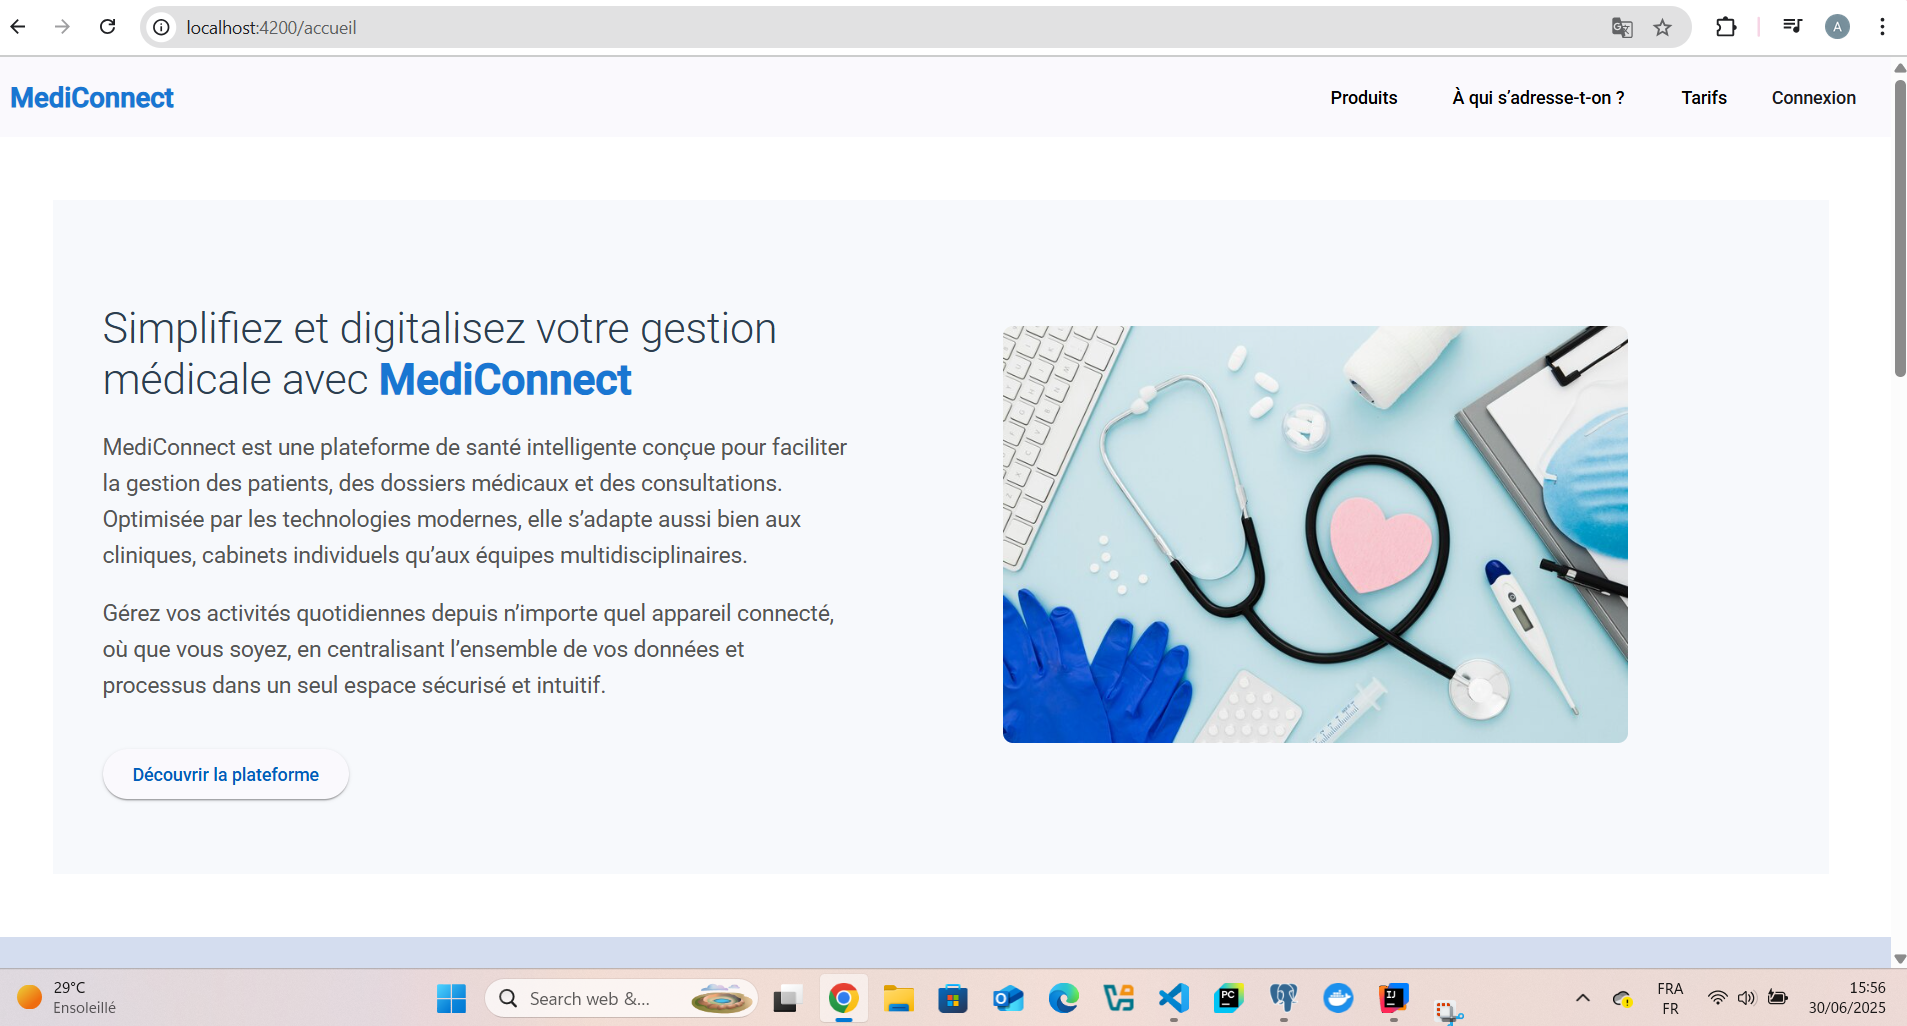 localhost:4200/accueil
A
MediConnect
Produits
À qui s’adresse-t-on ?
Tarifs
Connexion
Simplifiez et digitalisez votre gestion
médicale avec MediConnect
MediConnect est une plateforme de santé intelligente conçue pour faciliter
la gestion des patients, des dossiers médicaux et des consultations.
Optimisée par les technologies modernes, elle s’adapte aussi bien aux
cliniques, cabinets individuels qu’aux équipes multidisciplinaires.
Gérez vos activités quotidiennes depuis n’importe quel appareil connecté,
où que vous soyez, en centralisant l’ensemble de vos données et
processus dans un seul espace sécurisé et intuitif.
Découvrir la plateforme
29°C
Ensoleillé
Search web &...
PC
IJ
FRA
FR
15:56
30/06/2025